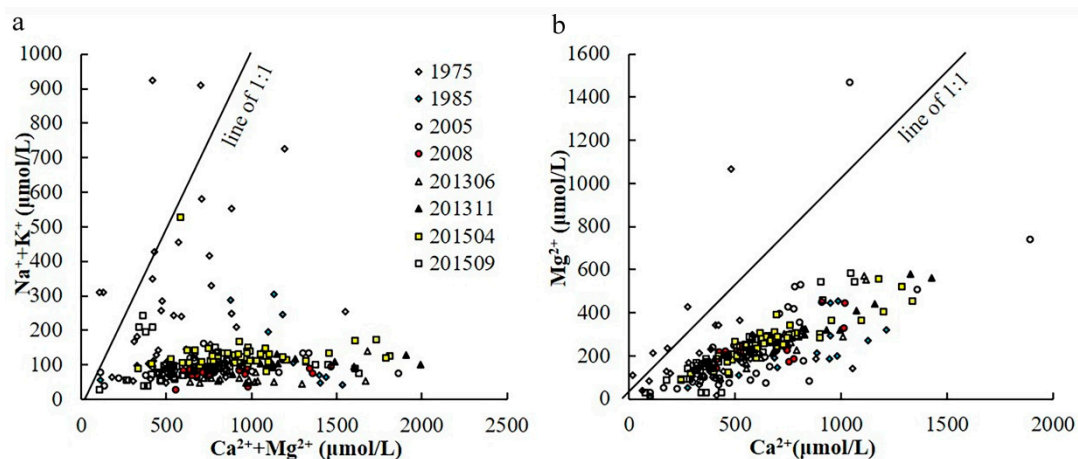 a
1000
900
800
700
600
500
400
300
200
100
0
Na⁺+K⁺ (μmol/L)
line of 1:1
1975
1985
2005
2008
201306
201311
201504
201509
0 500 1000 1500 2000 2500
Ca²⁺+Mg²⁺ (μmol/L)
b
1600
1400
1200
1000
800
600
400
200
0
Mg²⁺ (μmol/L)
line of 1:1
0 500 1000 1500 2000
Ca²⁺(μmol/L)